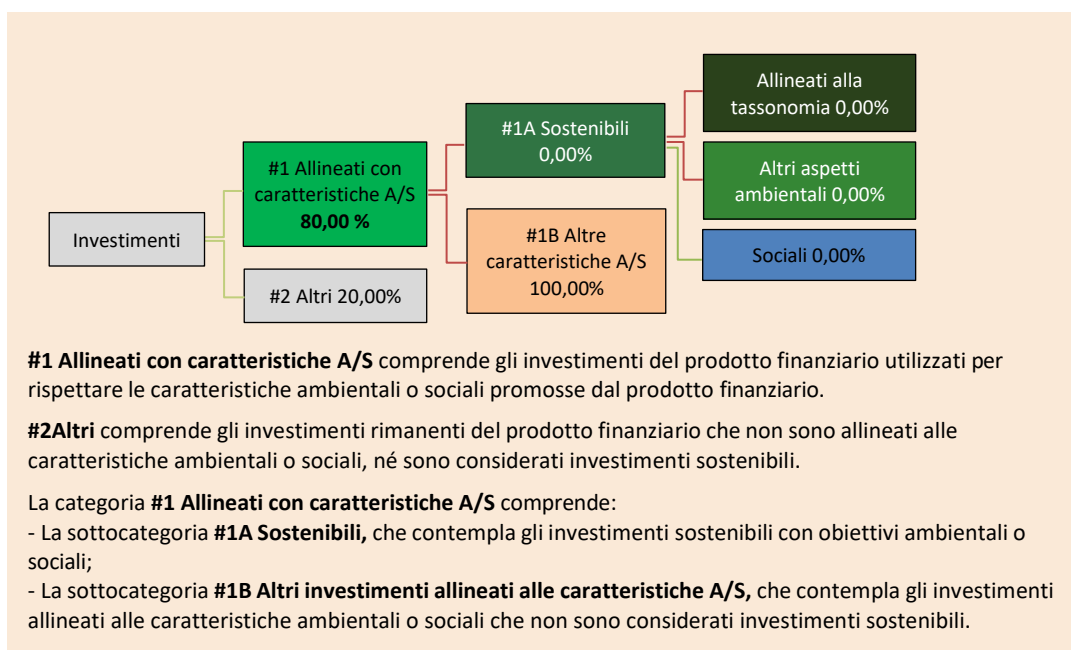 Investimenti
#1 Allineati con
caratteristiche A/S
80,00 %
#2 Altri 20,00%
#1A Sostenibili
0,00%
#1B Altre
caratteristiche A/S
100,00%
Allineati alla
tassonomia 0,00%
Altri aspetti
ambientali 0,00%
Sociali 0,00%
#1 Allineati con caratteristiche A/S comprende gli investimenti del prodotto finanziario utilizzati per
rispettare le caratteristiche ambientali o sociali promosse dal prodotto finanziario.
#2Altri comprende gli investimenti rimanenti del prodotto finanziario che non sono allineati alle
caratteristiche ambientali o sociali, né sono considerati investimenti sostenibili.
La categoria #1 Allineati con caratteristiche A/S comprende:
- La sottocategoria #1A Sostenibili, che contempla gli investimenti sostenibili con obiettivi ambientali o
sociali;
- La sottocategoria #1B Altri investimenti allineati alle caratteristiche A/S, che contempla gli investimenti
allineati alle caratteristiche ambientali o sociali che non sono considerati investimenti sostenibili.